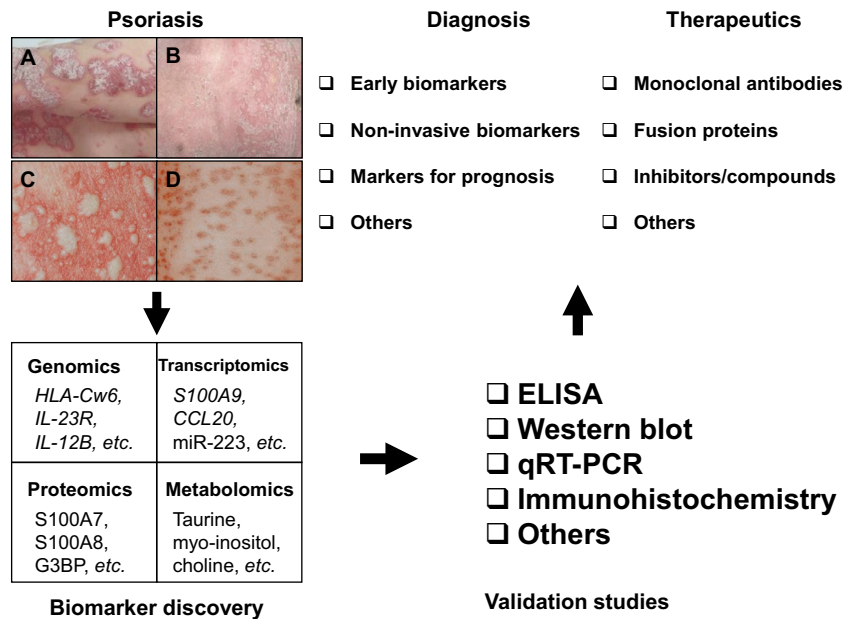 Psoriasis
A
B
C
D
Diagnosis
❑ Early biomarkers
❑ Non-invasive biomarkers
❑ Markers for prognosis
❑ Others
Therapeutics
❑ Monoclonal antibodies
❑ Fusion proteins
❑ Inhibitors/compounds
❑ Others
Genomics
HLA-Cw6,
IL-23R,
IL-12B, etc.
Transcriptomics
S100A9,
CCL20,
miR-223, etc.
Proteomics
S100A7,
S100A8,
G3BP, etc.
Metabolomics
Taurine,
myo-inositol,
choline, etc.
Biomarker discovery
❑ ELISA
❑ Western blot
❑ qRT-PCR
❑ Immunohistochemistry
❑ Others
Validation studies